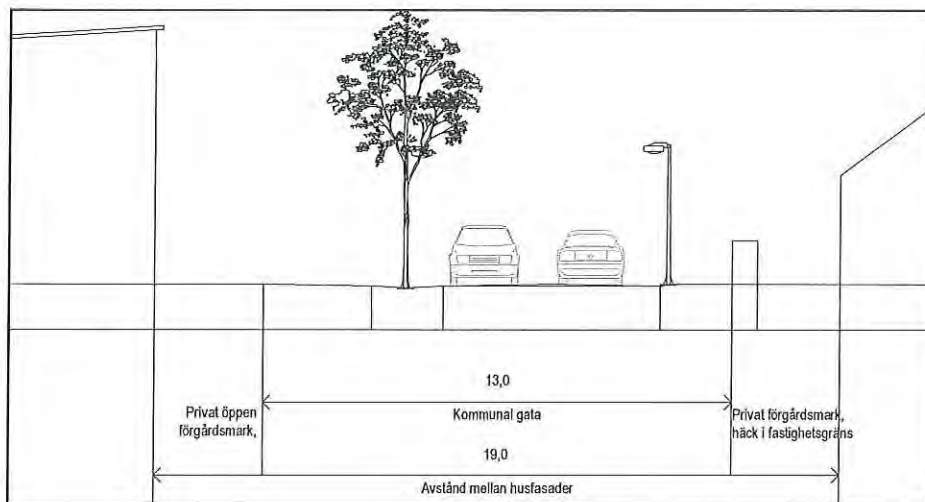 13,0
Kommunal gata
Privat öppen
förgårdsmark,
Privat förgårdsmark,
häck i fastighetsgräns
19,0
Avstånd mellan husfasader